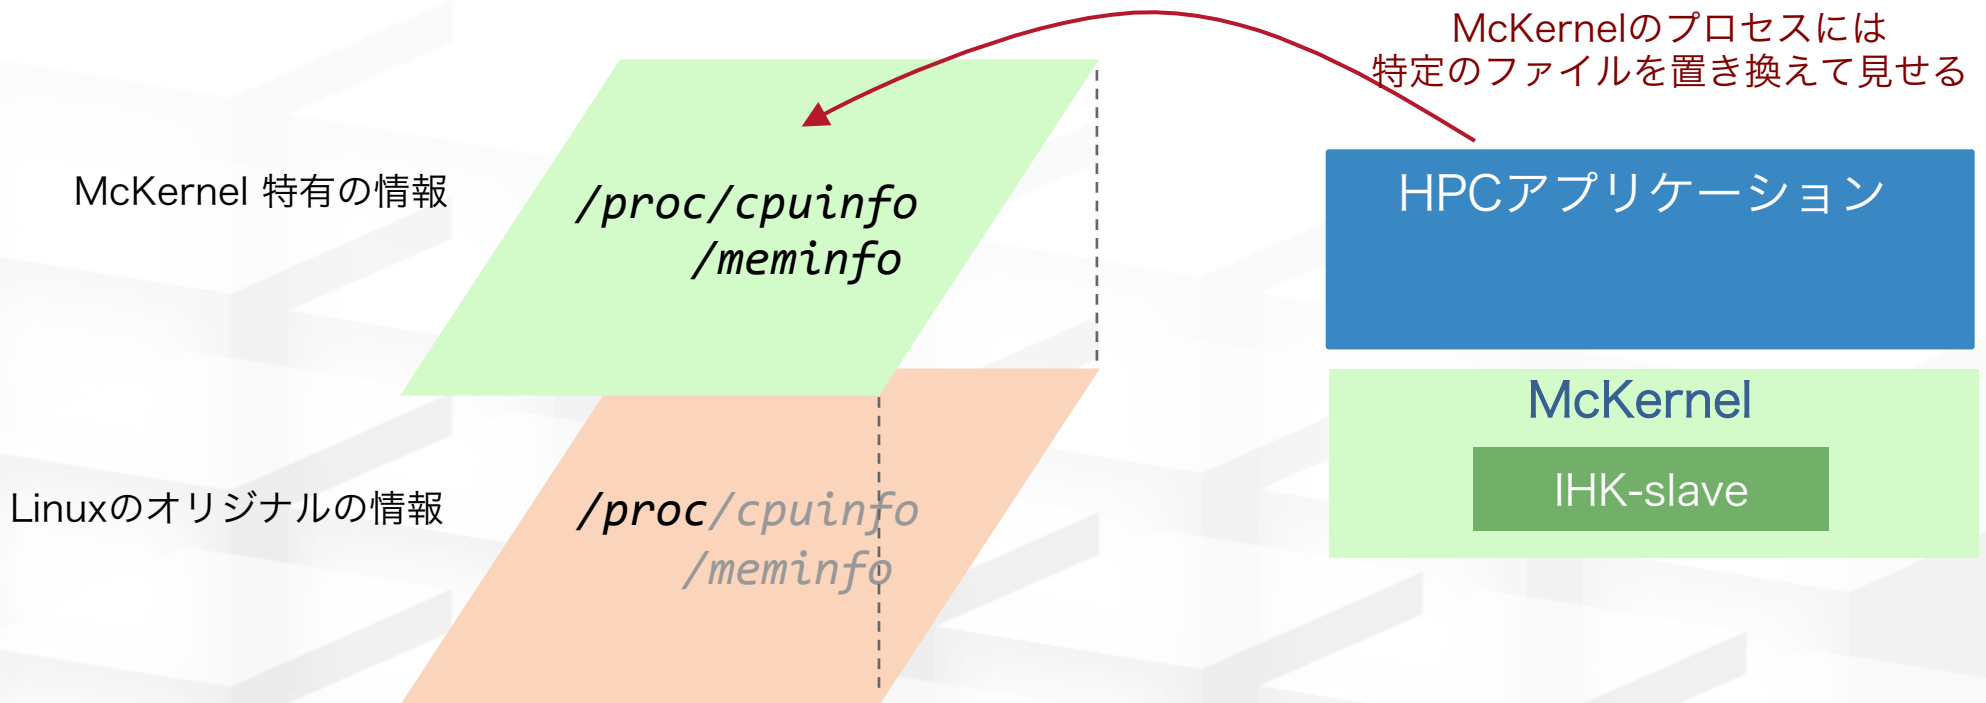 McKernelのプロセスには
特定のファイルを置き換えて見せる
McKernel 特有の情報
/proc/cpuinfo
/meminfo
HPCアプリケーション
McKernel
IHK-slave
Linuxのオリジナルの情報
/proc/cpuinfo
/meminfo